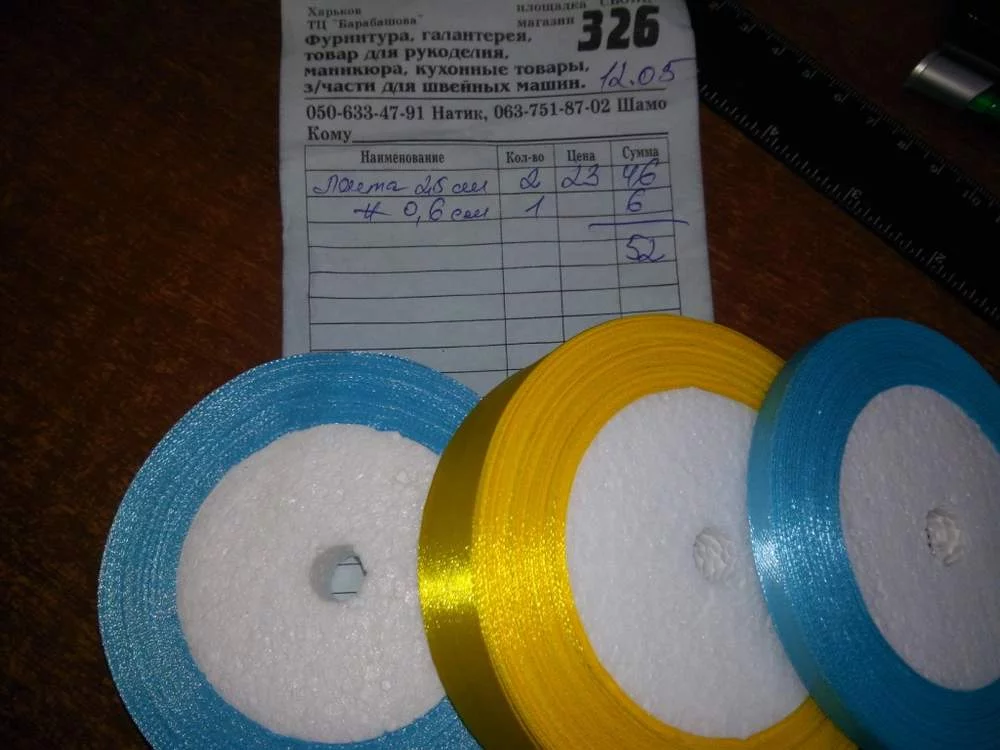 Харьков
ТЦ "Барабашова"
площадка
магазин 326
Фурнитура, галантерея,
товар для рукоделия,
маникюра, кухонные товары,
з/части для швейных машин. 12.05
050-633-47-91 Натик, 063-751-87-02 Шамо
Кому
Наименование Кол-во Цена Сумма
Лента 2,5 см 2 23 46
-//- 0,6 см 1 6
52